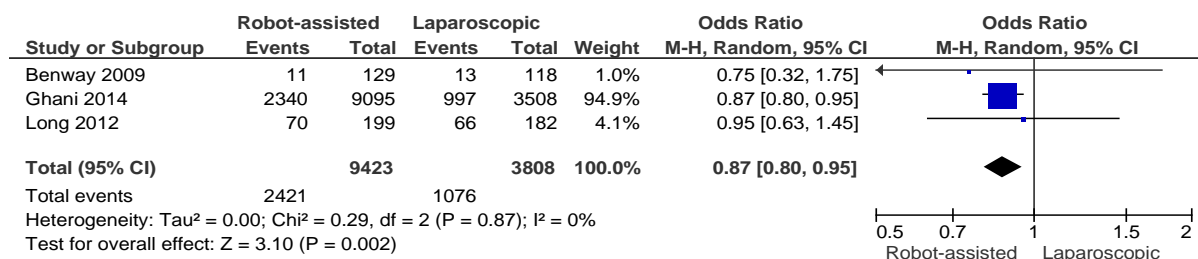 Robot-assisted Laparoscopic Odds Ratio Odds Ratio
Study or Subgroup Events Total Events Total Weight M-H, Random, 95% CI M-H, Random, 95% CI
Benway 2009 11 129 13 118 1.0% 0.75 [0.32, 1.75]
Ghani 2014 2340 9095 997 3508 94.9% 0.87 [0.80, 0.95]
Long 2012 70 199 66 182 4.1% 0.95 [0.63, 1.45]
Total (95% CI) 9423 3808 100.0% 0.87 [0.80, 0.95]
Total events 2421 1076
Heterogeneity: Tau² = 0.00; Chi² = 0.29, df = 2 (P = 0.87); I² = 0%
Test for overall effect: Z = 3.10 (P = 0.002)
0.5 0.7 1 1.5 2
Robot-assisted Laparoscopic